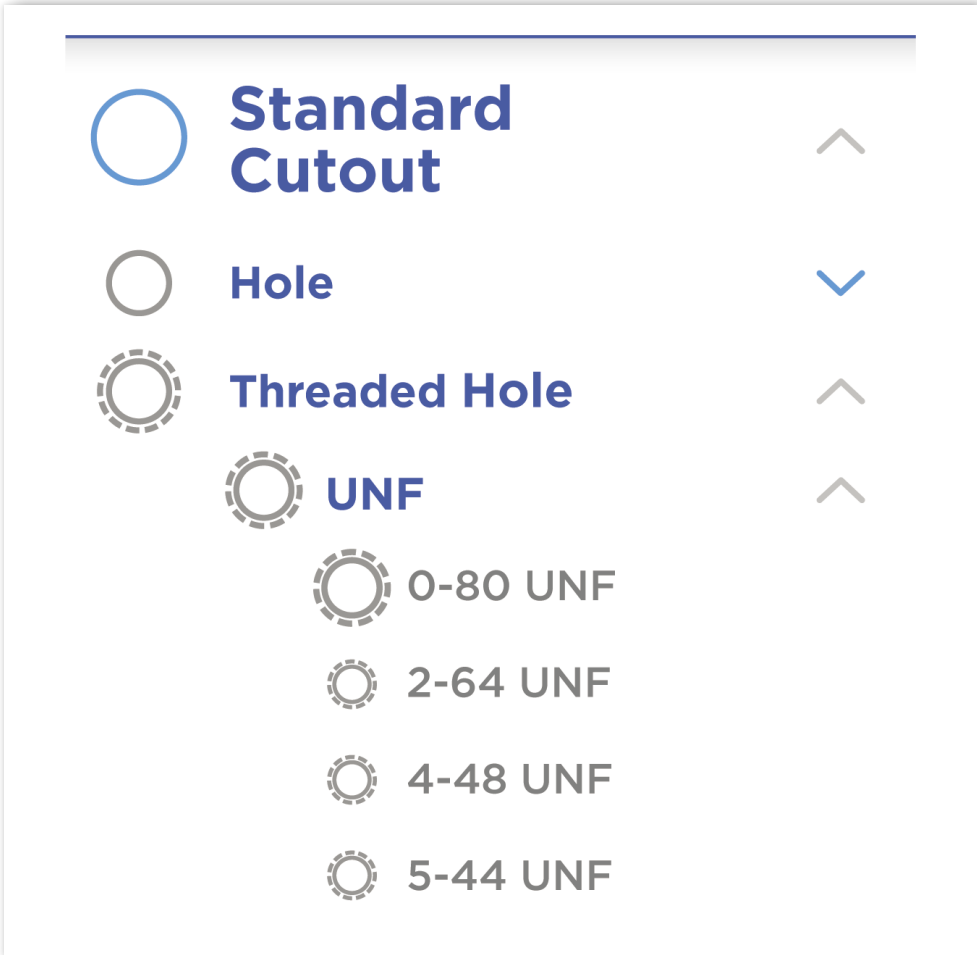 Standard
Cutout
Hole
Threaded Hole
UNF
0-80 UNF
2-64 UNF
4-48 UNF
5-44 UNF